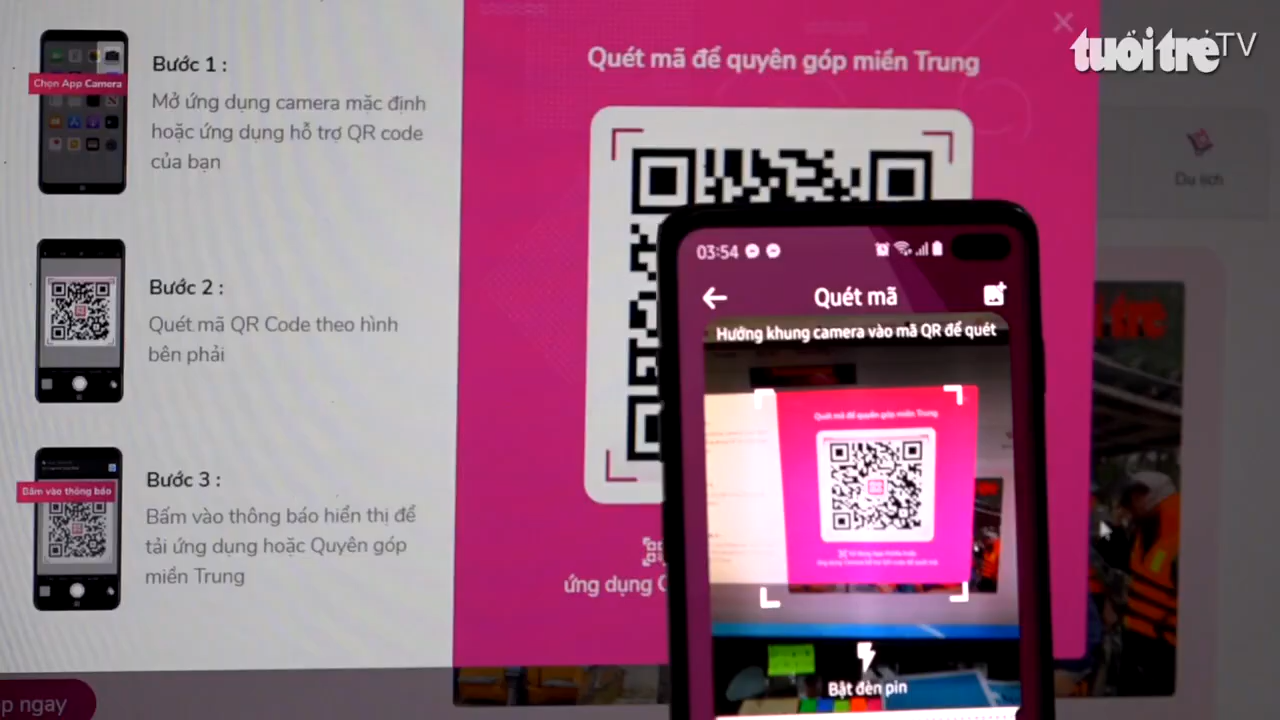 Chọn App Camera
Bước 1 :
Mở ứng dụng camera mặc định
hoặc ứng dụng hỗ trợ QR code
của bạn
Bước 2 :
Quét mã QR Code theo hình
bên phải
Bấm vào thông báo
Bước 3 :
Bấm vào thông báo hiển thị để
tải ứng dụng hoặc Quyên góp
miền Trung
p ngay
Quét mã để quyên góp miền Trung
ứng dụng C
tuổi trẻ TV
Du lịch
03:54
Quét mã
Hướng khung camera vào mã QR để quét
Quét mã để quyên góp miền Trung
Bật đèn pin